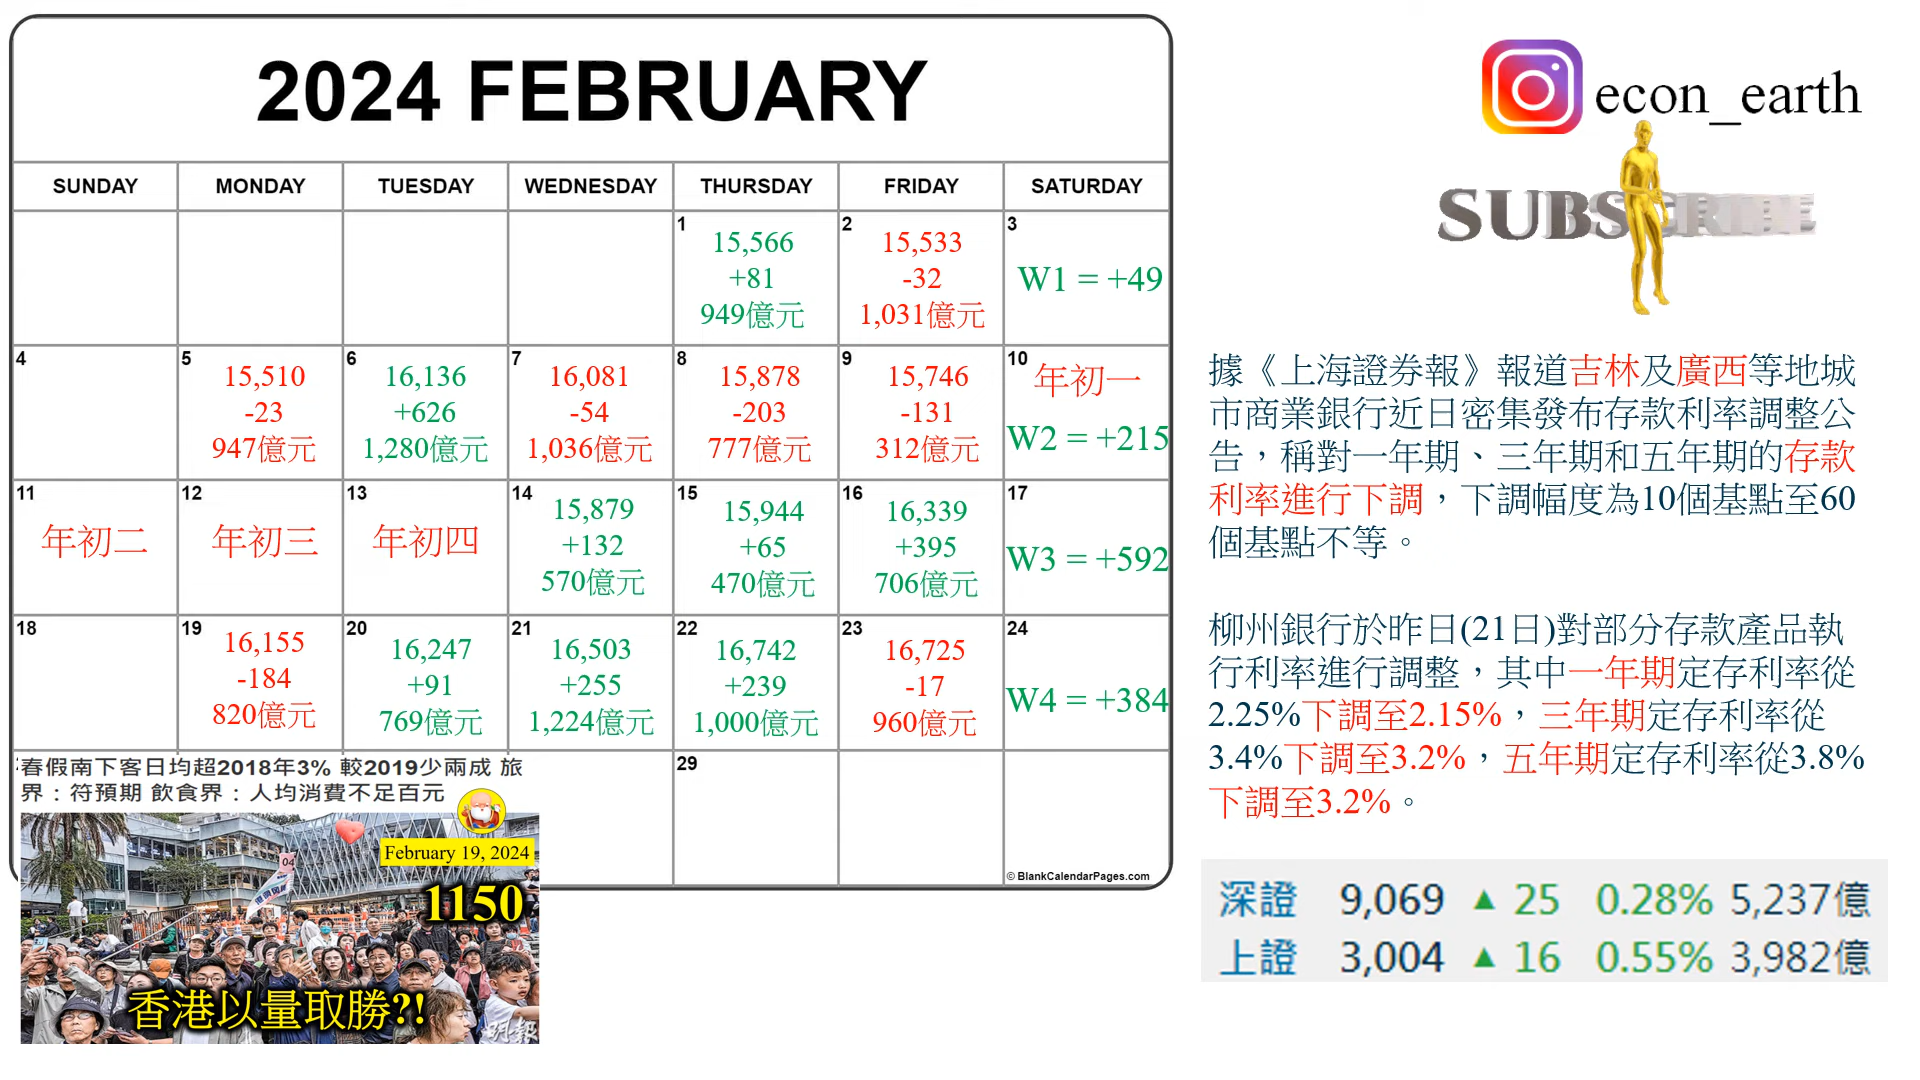 2024 FEBRUARY
SUNDAY MONDAY TUESDAY WEDNESDAY THURSDAY FRIDAY SATURDAY
1
15,566
+81
949億元
2
15,533
-32
1,031億元
3
W1 = +49
4
5
15,510
-23
947億元
6
16,136
+626
1,280億元
7
16,081
-54
1,036億元
8
15,878
-203
777億元
9
15,746
-131
312億元
10
年初一
W2 = +215
11
年初二
12
年初三
13
年初四
14
15,879
+132
570億元
15
15,944
+65
470億元
16
16,339
+395
706億元
17
W3 = +592
18
19
16,155
-184
820億元
20
16,247
+91
769億元
21
16,503
+255
1,224億元
22
16,742
+239
1,000億元
23
16,725
-17
960億元
24
W4 = +384
29
© BlankCalendarPages.com
春假南下客日均超2018年3% 較2019少兩成 旅
界：符預期 飲食界：人均消費不足百元
February 19, 2024
1150
04
香港以量取勝?!
明報
econ_earth
SUBSCRIBE
據《上海證券報》報道吉林及廣西等地城
市商業銀行近日密集發布存款利率調整公
告，稱對一年期、三年期和五年期的存款
利率進行下調，下調幅度為10個基點至60
個基點不等。
柳州銀行於昨日(21日)對部分存款產品執
行利率進行調整，其中一年期定存利率從
2.25%下調至2.15%，三年期定存利率從
3.4%下調至3.2%，五年期定存利率從3.8%
下調至3.2%。
深證 9,069 ▲ 25 0.28% 5,237億
上證 3,004 ▲ 16 0.55% 3,982億